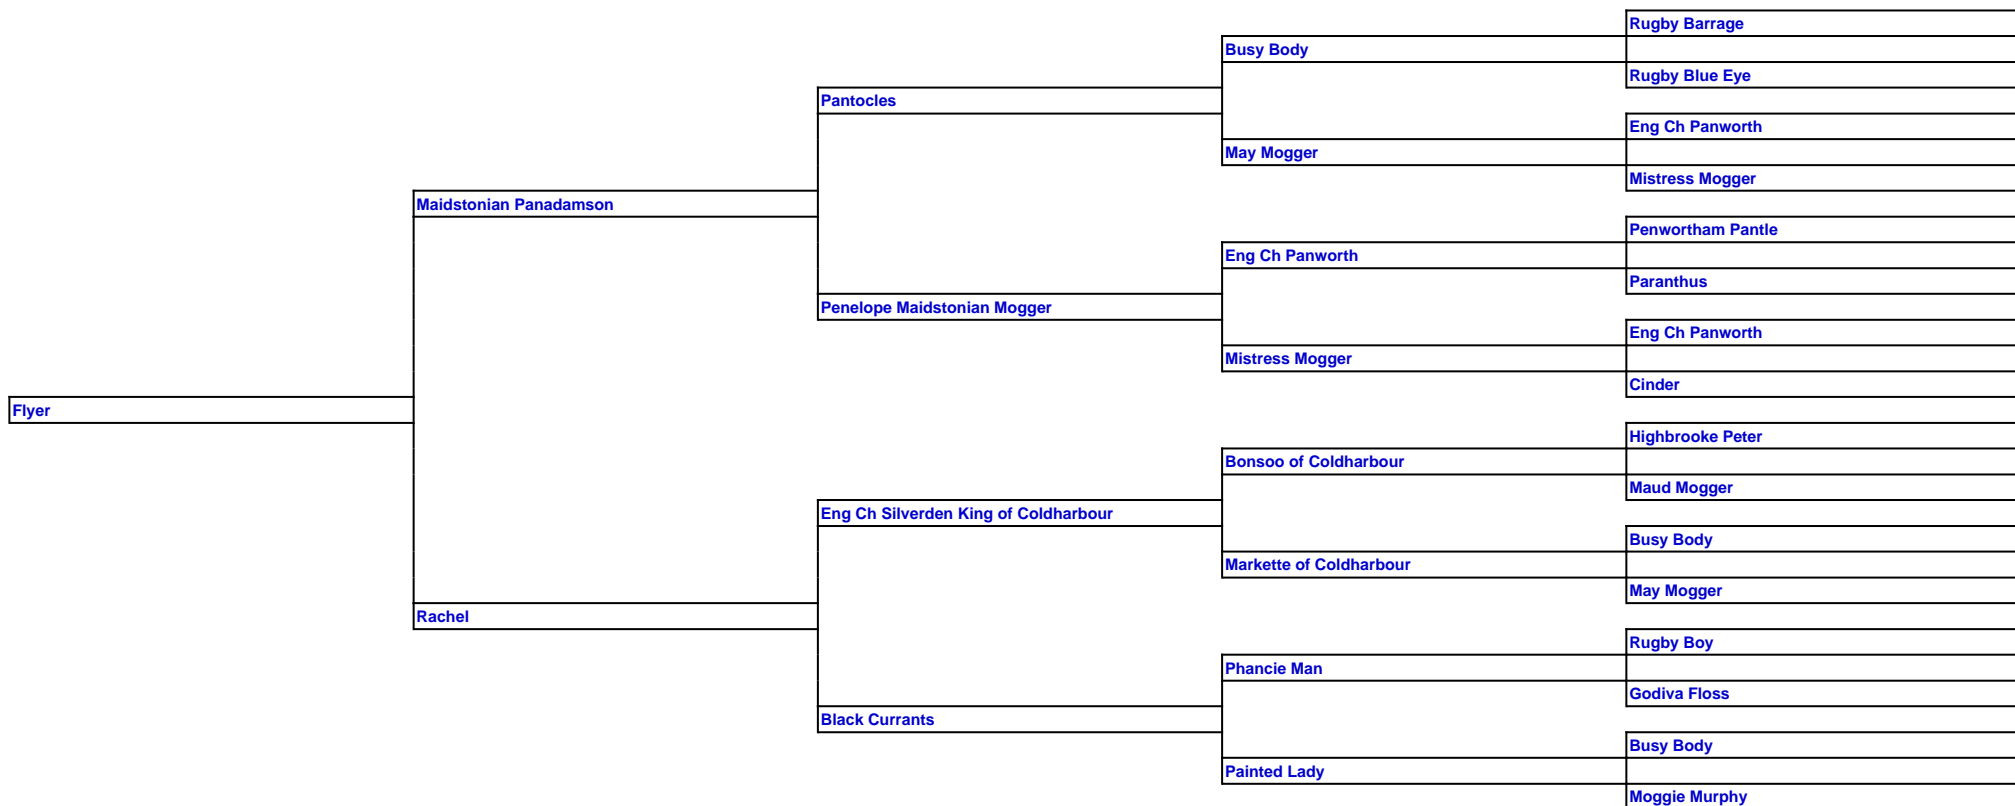 Rugby Barrage
Busy Body
Rugby Blue Eye
Pantocles
Eng Ch Panworth
May Mogger
Mistress Mogger
Maidstonian Panadamson
Penwortham Pantle
Eng Ch Panworth
Paranthus
Penelope Maidstonian Mogger
Eng Ch Panworth
Mistress Mogger
Cinder
Flyer
Highbrooke Peter
Bonsoo of Coldharbour
Maud Mogger
Eng Ch Silverden King of Coldharbour
Busy Body
Markette of Coldharbour
May Mogger
Rachel
Rugby Boy
Phancie Man
Godiva Floss
Black Currants
Busy Body
Painted Lady
Moggie Murphy